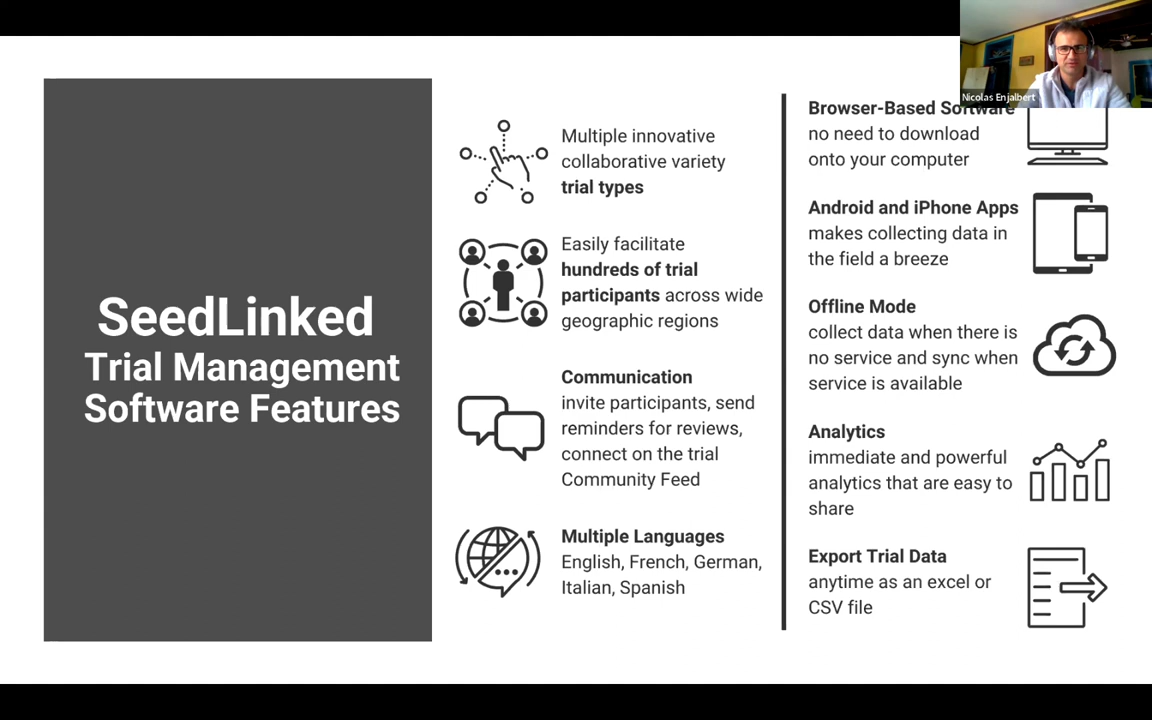 Nicolas Enjalbert
SeedLinked
Trial Management
Software Features
Multiple innovative
collaborative variety
trial types
Easily facilitate
hundreds of trial
participants across wide
geographic regions
Communication
invite participants, send
reminders for reviews,
connect on the trial
Community Feed
Multiple Languages
English, French, German,
Italian, Spanish
Browser-Based Software
no need to download
onto your computer
Android and iPhone Apps
makes collecting data in
the field a breeze
Offline Mode
collect data when there is
no service and sync when
service is available
Analytics
immediate and powerful
analytics that are easy to
share
Export Trial Data
anytime as an excel or
CSV file